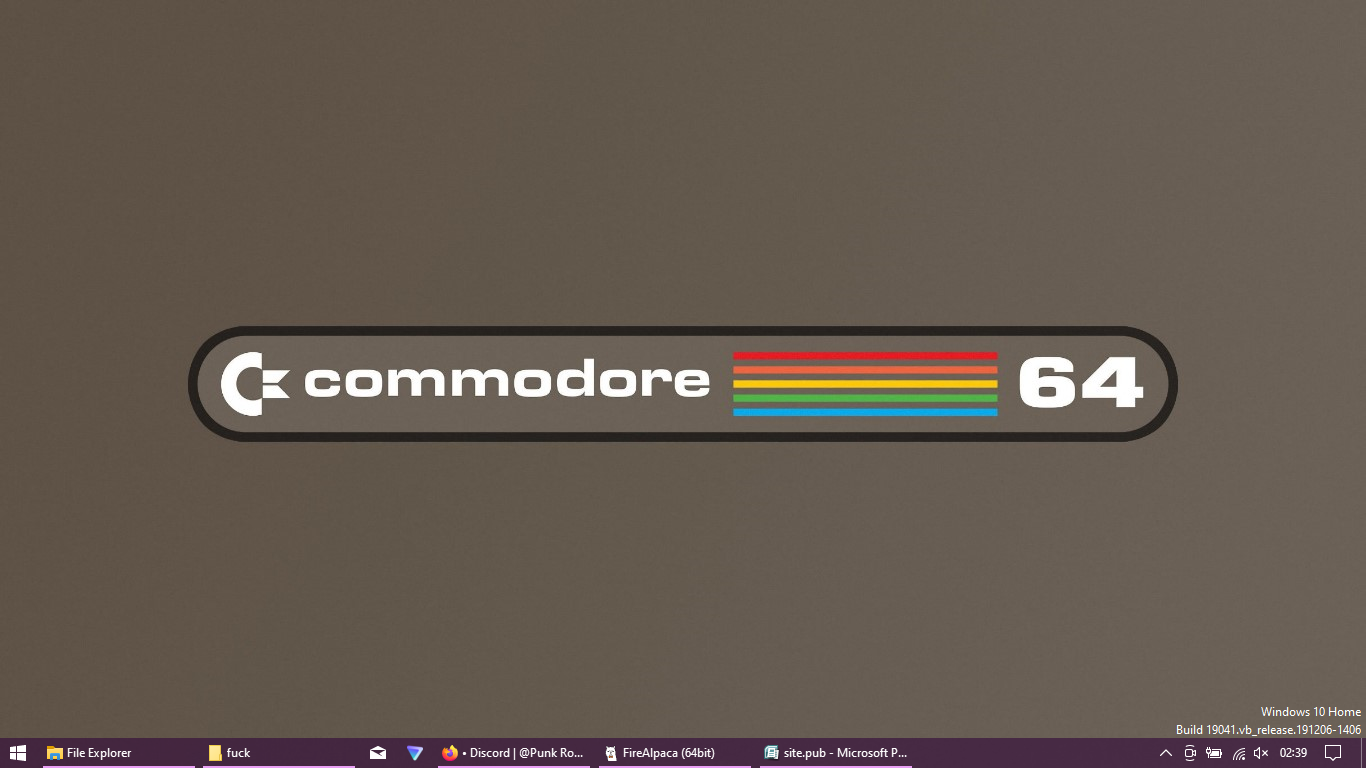 commodore 64
Windows 10 Home
Build 19041.vb_release.191206-1406
File Explorer
fuck
• Discord | @Punk Ro...
FireAlpaca (64bit)
site.pub - Microsoft P...
02:39